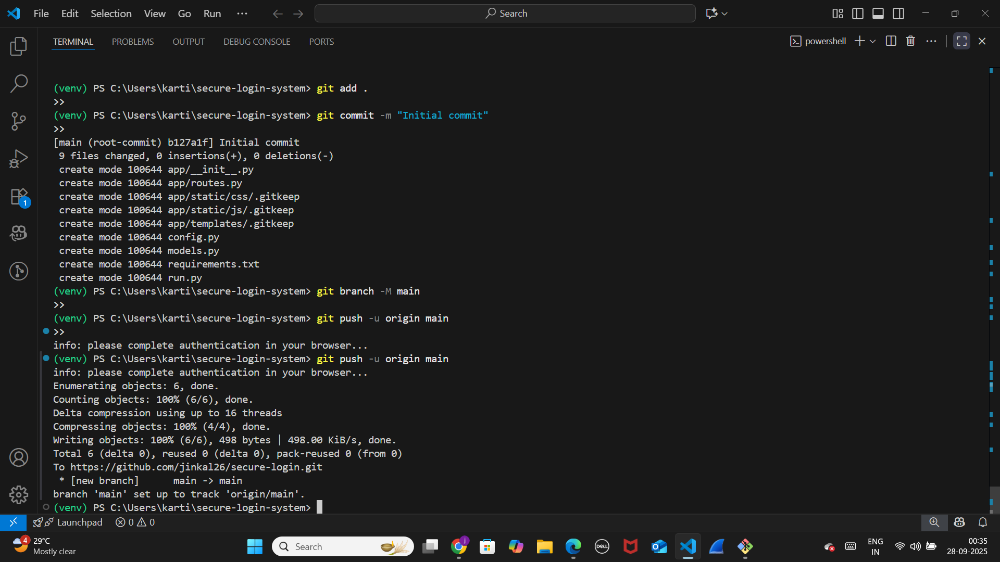 File Edit Selection View Go Run ··· Search
TERMINAL PROBLEMS OUTPUT DEBUG CONSOLE PORTS powershell
(venv) PS C:\Users\karti\secure-login-system> git add .
>>
(venv) PS C:\Users\karti\secure-login-system> git commit -m "Initial commit"
>>
[main (root-commit) b127a1f] Initial commit
 9 files changed, 0 insertions(+), 0 deletions(-)
 create mode 100644 app/__init__.py
 create mode 100644 app/routes.py
 create mode 100644 app/static/css/.gitkeep
 create mode 100644 app/static/js/.gitkeep
 create mode 100644 app/templates/.gitkeep
 create mode 100644 config.py
 create mode 100644 models.py
 create mode 100644 requirements.txt
 create mode 100644 run.py
(venv) PS C:\Users\karti\secure-login-system> git branch -M main
>>
(venv) PS C:\Users\karti\secure-login-system> git push -u origin main
>>
info: please complete authentication in your browser...
(venv) PS C:\Users\karti\secure-login-system> git push -u origin main
info: please complete authentication in your browser...
Enumerating objects: 6, done.
Counting objects: 100% (6/6), done.
Delta compression using up to 16 threads
Compressing objects: 100% (4/4), done.
Writing objects: 100% (6/6), 498 bytes | 498.00 KiB/s, done.
Total 6 (delta 0), reused 0 (delta 0), pack-reused 0 (from 0)
To https://github.com/jinkal26/secure-login.git
 * [new branch]      main -> main
branch 'main' set up to track 'origin/main'.
(venv) PS C:\Users\karti\secure-login-system>
1
Launchpad 0 0
4
29°C
Mostly clear
Search
j
DELL
ENG
IN
00:35
28-09-2025